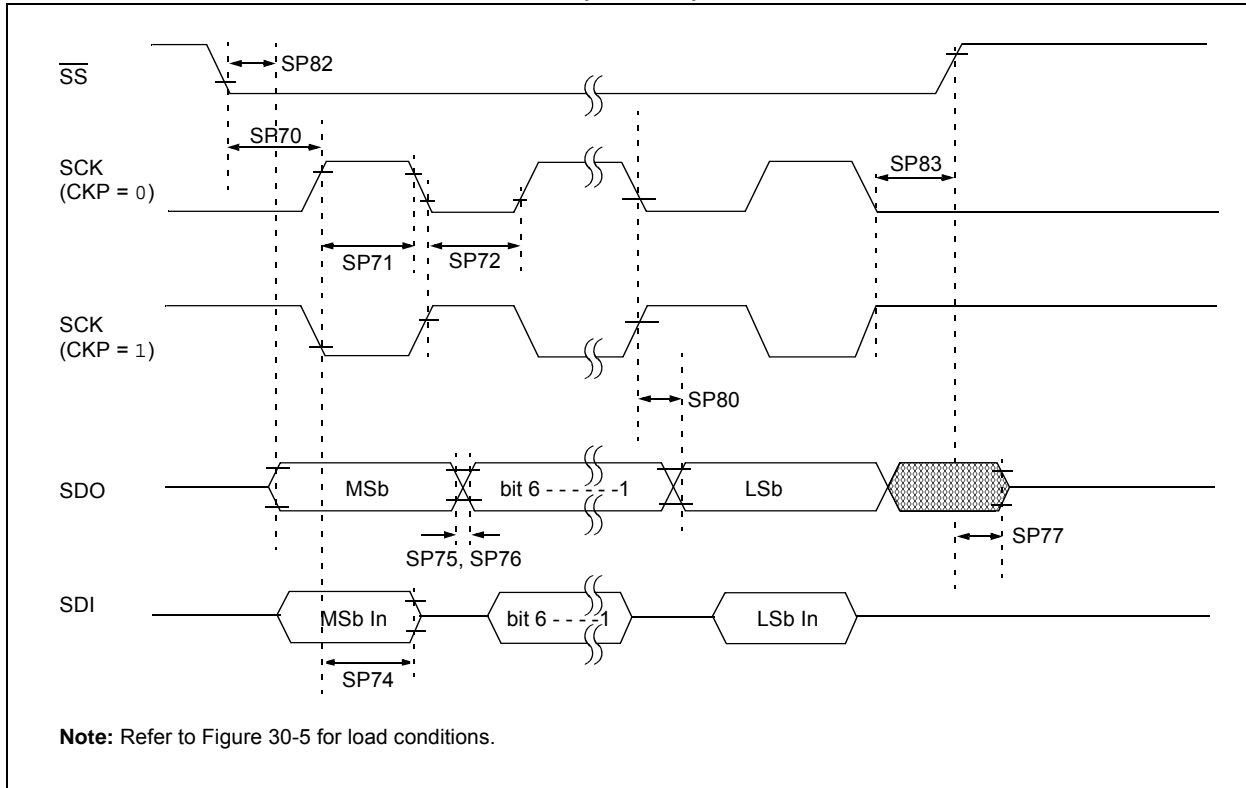 SS
SP82
SP70
SCK
(CKP = 0)
SP83
SP71
SP72
SCK
(CKP = 1)
SP80
SDO
MSb
bit 6 - - - - - -1
LSb
SP75, SP76
SP77
SDI
MSb In
bit 6 - - - -1
LSb In
SP74
Note: Refer to Figure 30-5 for load conditions.